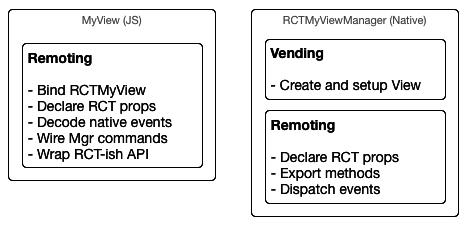 MyView (JS)
Remoting
- Bind RCTMyView
- Declare RCT props
- Decode native events
- Wire Mgr commands
- Wrap RCT-ish API
RCTMyViewManager (Native)
Vending
- Create and setup View
Remoting
- Declare RCT props
- Export methods
- Dispatch events